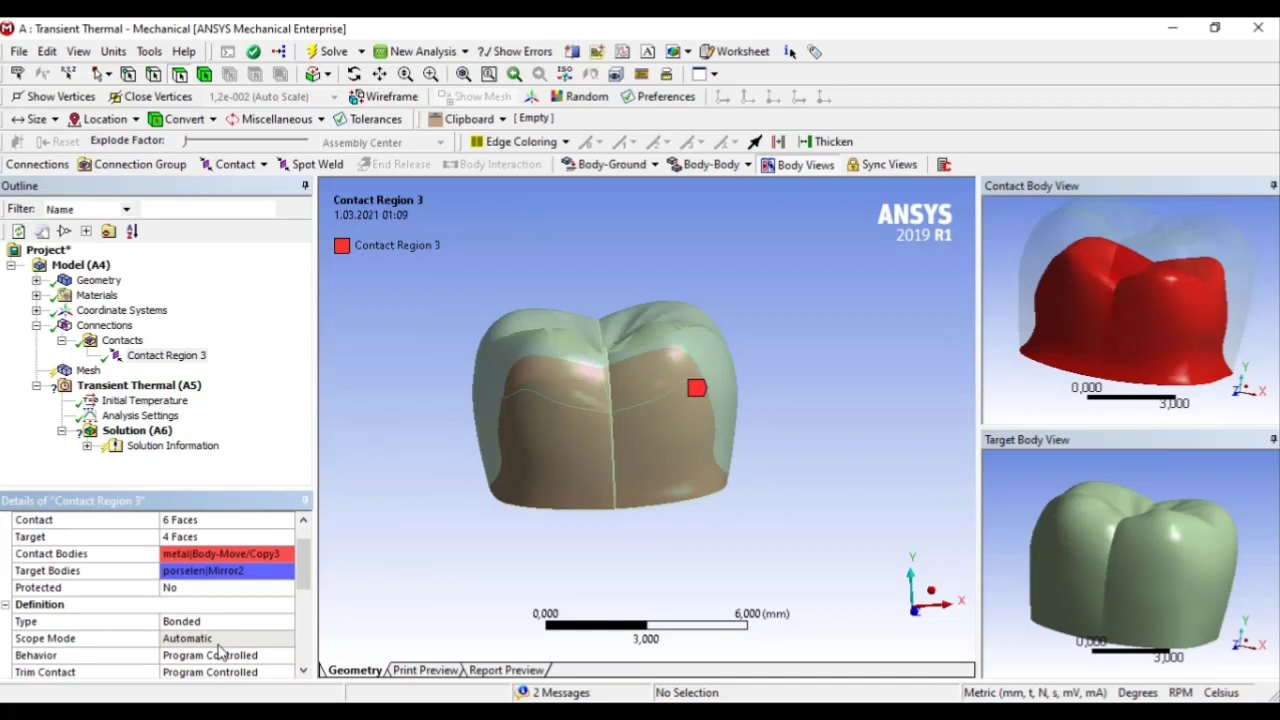 A : Transient Thermal - Mechanical [ANSYS Mechanical Enterprise]
File Edit View Units Tools Help Solve New Analysis ?/ Show Errors Worksheet
Show Vertices Close Vertices 1,2e-002 (Auto Scale) Wireframe Show Mesh Random Preferences
Size Location Convert Miscellaneous Tolerances Clipboard [ Empty ]
Reset Explode Factor: Assembly Center Edge Coloring Thicken
Connections Connection Group Contact Spot Weld End Release Body Interaction Body-Ground Body-Body Body Views Sync Views
Outline
Filter: Name
Project*
Model (A4)
Geometry
Materials
Coordinate Systems
Connections
Contacts
Contact Region 3
Mesh
Transient Thermal (A5)
Initial Temperature
Analysis Settings
Solution (A6)
Solution Information
Details of "Contact Region 3"
Contact 6 Faces
Target 4 Faces
Contact Bodies metal|Body-Move/Copy3
Target Bodies porselen|Mirror2
Protected No
Definition
Type Bonded
Scope Mode Automatic
Behavior Program Controlled
Trim Contact Program Controlled
Contact Region 3
1.03.2021 01:09
Contact Region 3
ANSYS
2019 R1
Y
X
0,000 6,000 (mm)
3,000
Geometry Print Preview Report Preview
Contact Body View
0,000
3,000
Y
Z X
Target Body View
0,000
3,000
Y
Z X
2 Messages No Selection Metric (mm, t, N, s, mV, mA) Degrees RPM Celsius